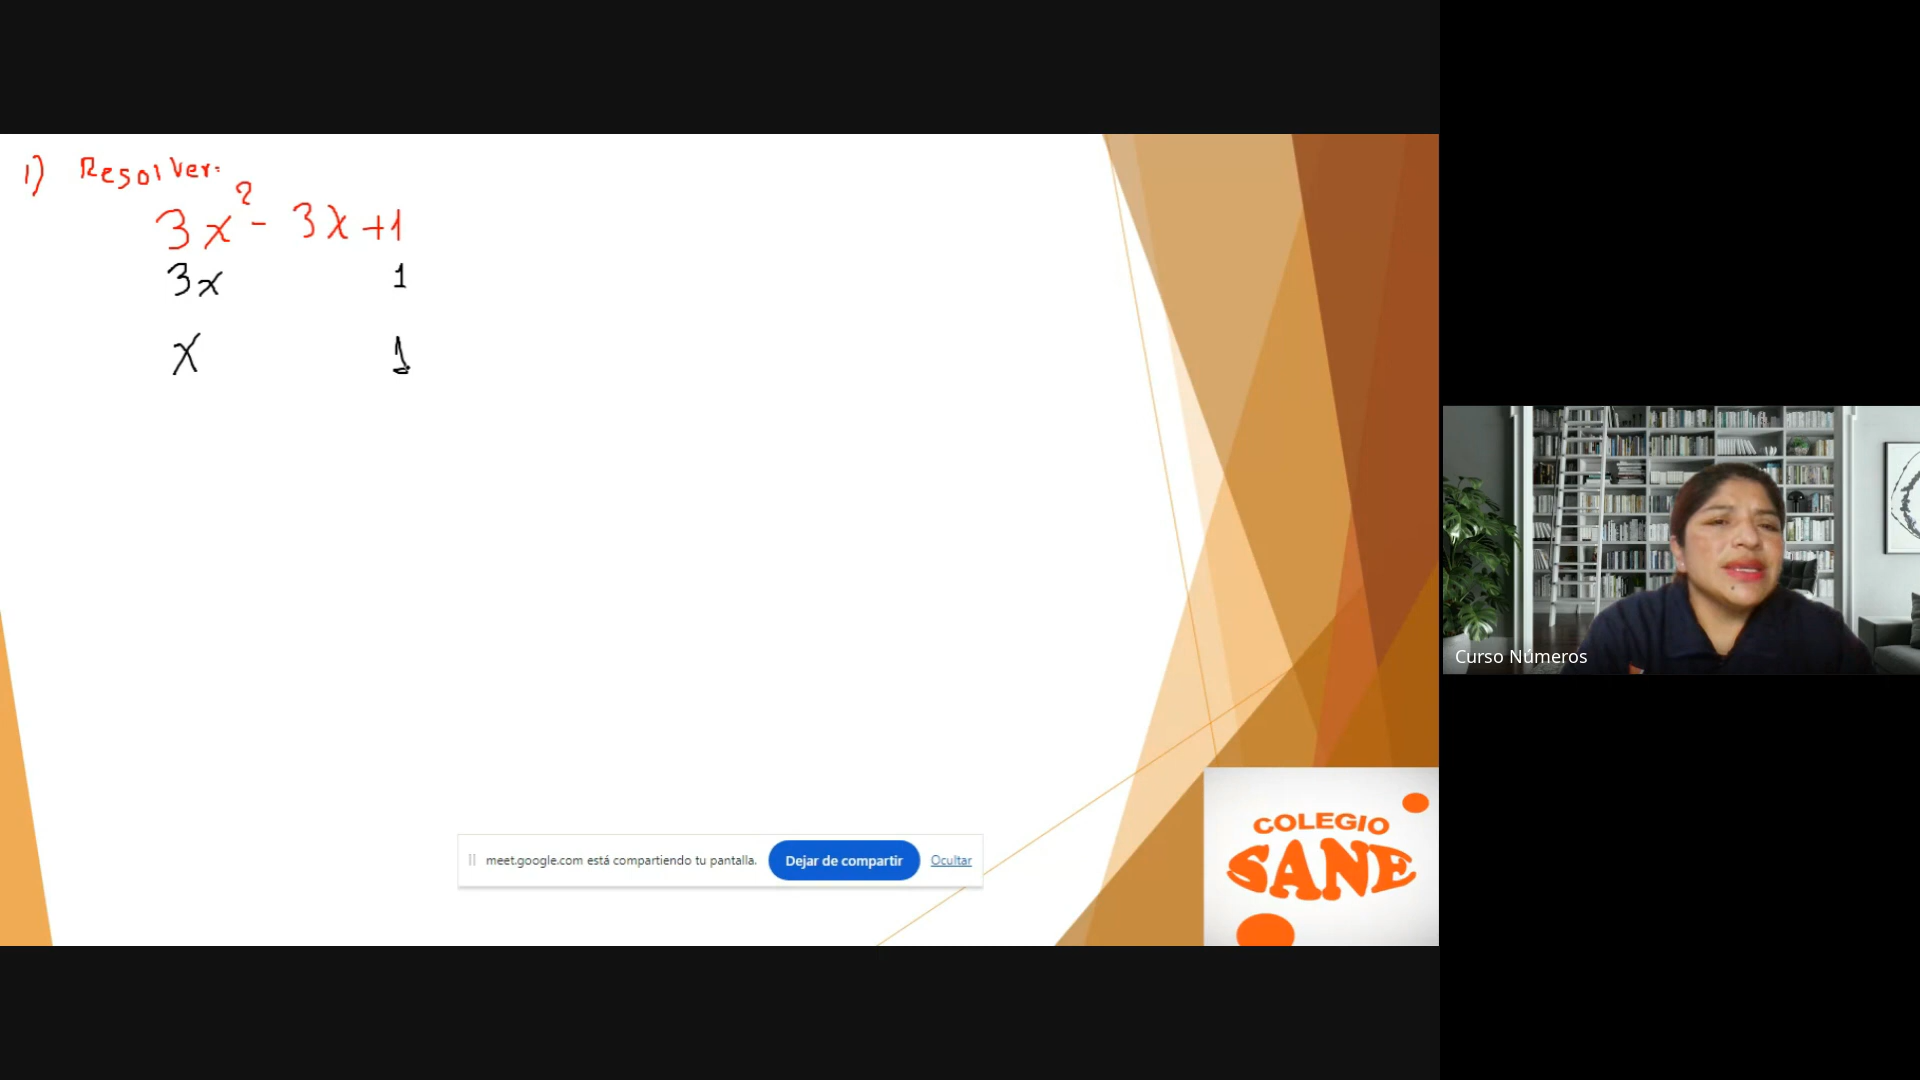 1) Resolver:
3x² - 3x +1
3x 1
x 1
meet.google.com está compartiendo tu pantalla. Dejar de compartir Ocultar
COLEGIO
SANE
Curso Números